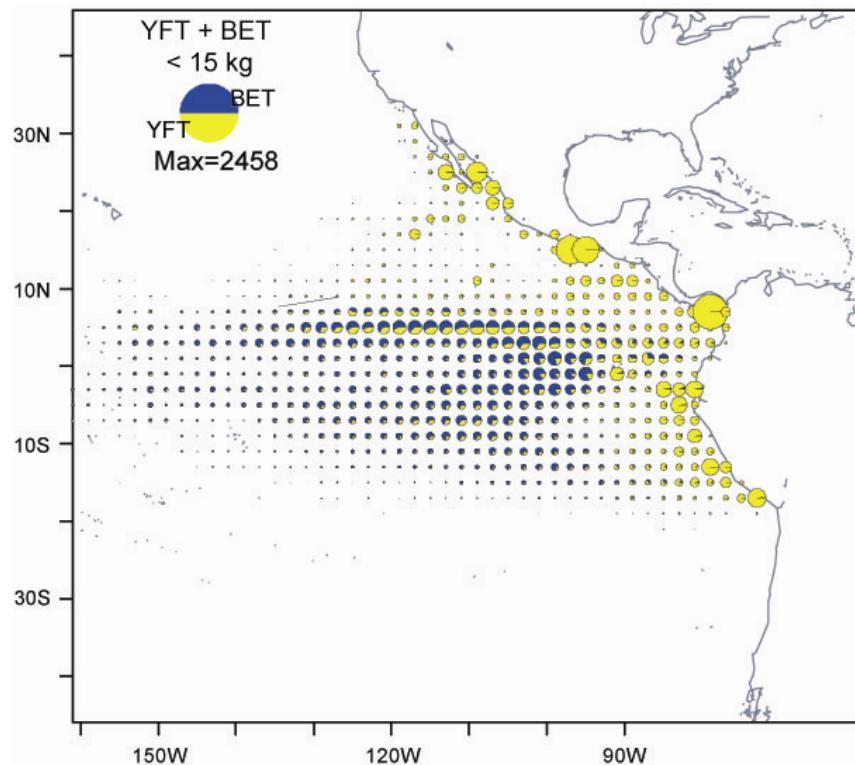 YFT + BET
< 15 kg
BET
YFT
Max=2458
30N
10N
10S
30S
150W 120W 90W